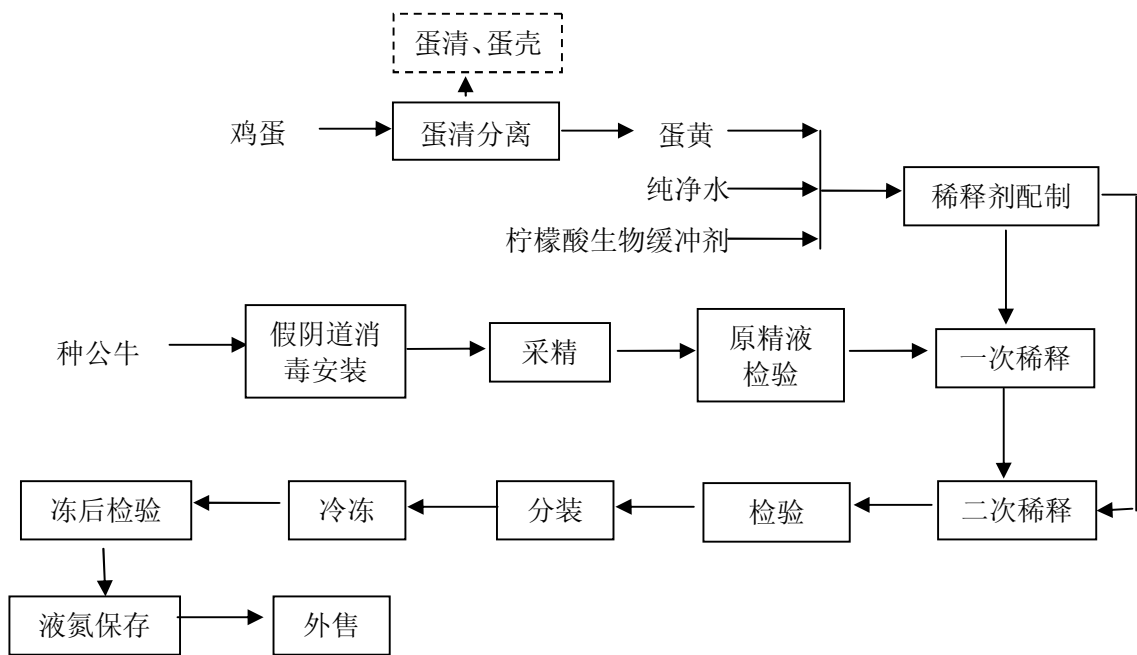 蛋清、蛋壳
鸡蛋
蛋清分离
蛋黄
纯净水
稀释剂配制
柠檬酸生物缓冲剂
种公牛
假阴道消
毒安装
采精
原精液
检验
一次稀释
冻后检验
冷冻
分装
检验
二次稀释
液氮保存
外售